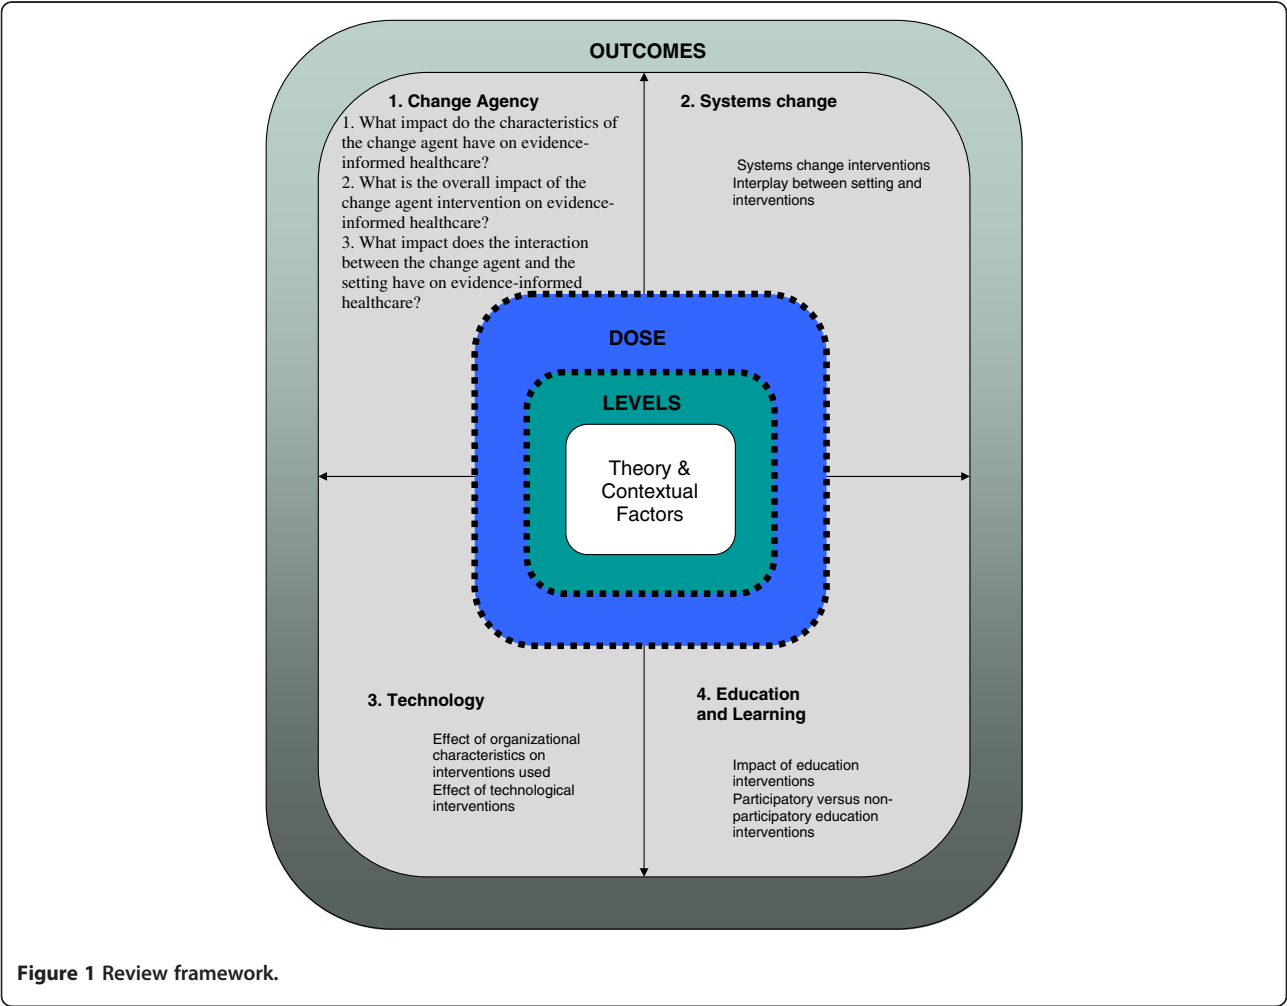 OUTCOMES
1. Change Agency
1. What impact do the characteristics of
the change agent have on evidence-
informed healthcare?
2. What is the overall impact of the
change agent intervention on evidence-
informed healthcare?
3. What impact does the interaction
between the change agent and the
setting have on evidence-informed
healthcare?
2. Systems change
Systems change interventions
Interplay between setting and
interventions
DOSE
LEVELS
Theory &
Contextual
Factors
3. Technology
Effect of organizational
characteristics on
interventions used
Effect of technological
interventions
4. Education
and Learning
Impact of education
interventions
Participatory versus non-
participatory education
interventions
Figure 1 Review framework.